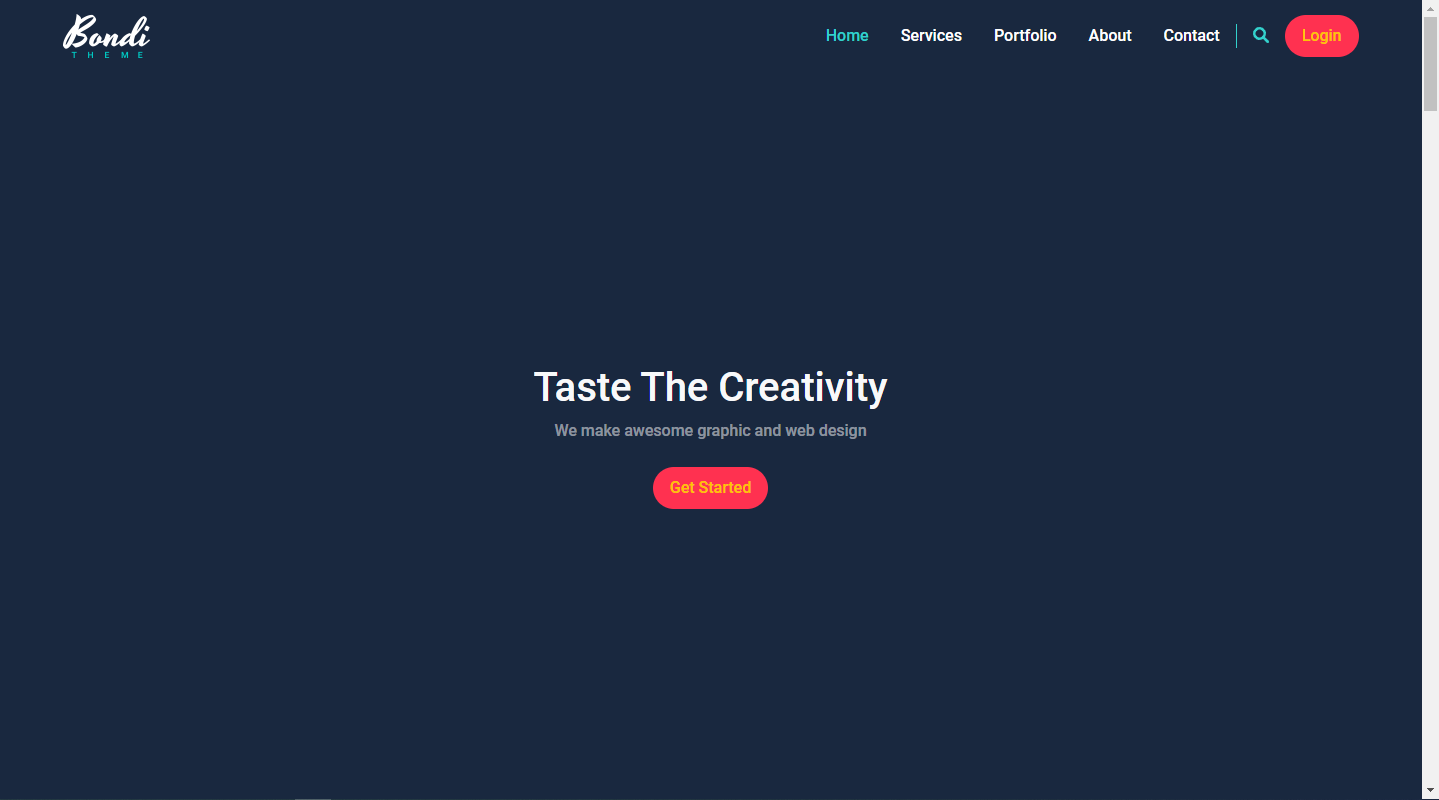 Bondi
THEME
Home Services Portfolio About Contact Login
Taste The Creativity
We make awesome graphic and web design
Get Started